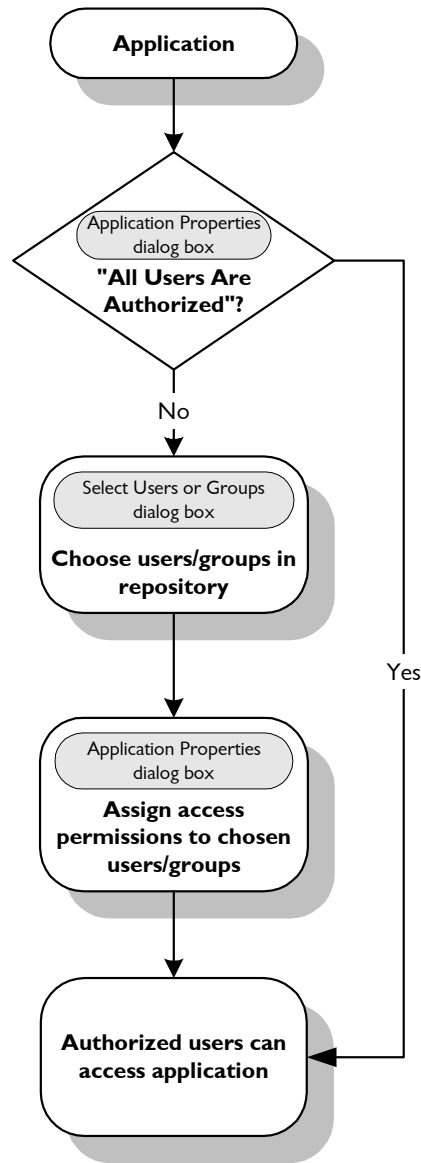 Application
Application Properties
dialog box
"All Users Are
Authorized"?
No
Select Users or Groups
dialog box
Choose users/groups in
repository
Yes
Application Properties
dialog box
Assign access
permissions to chosen
users/groups
Authorized users can
access application